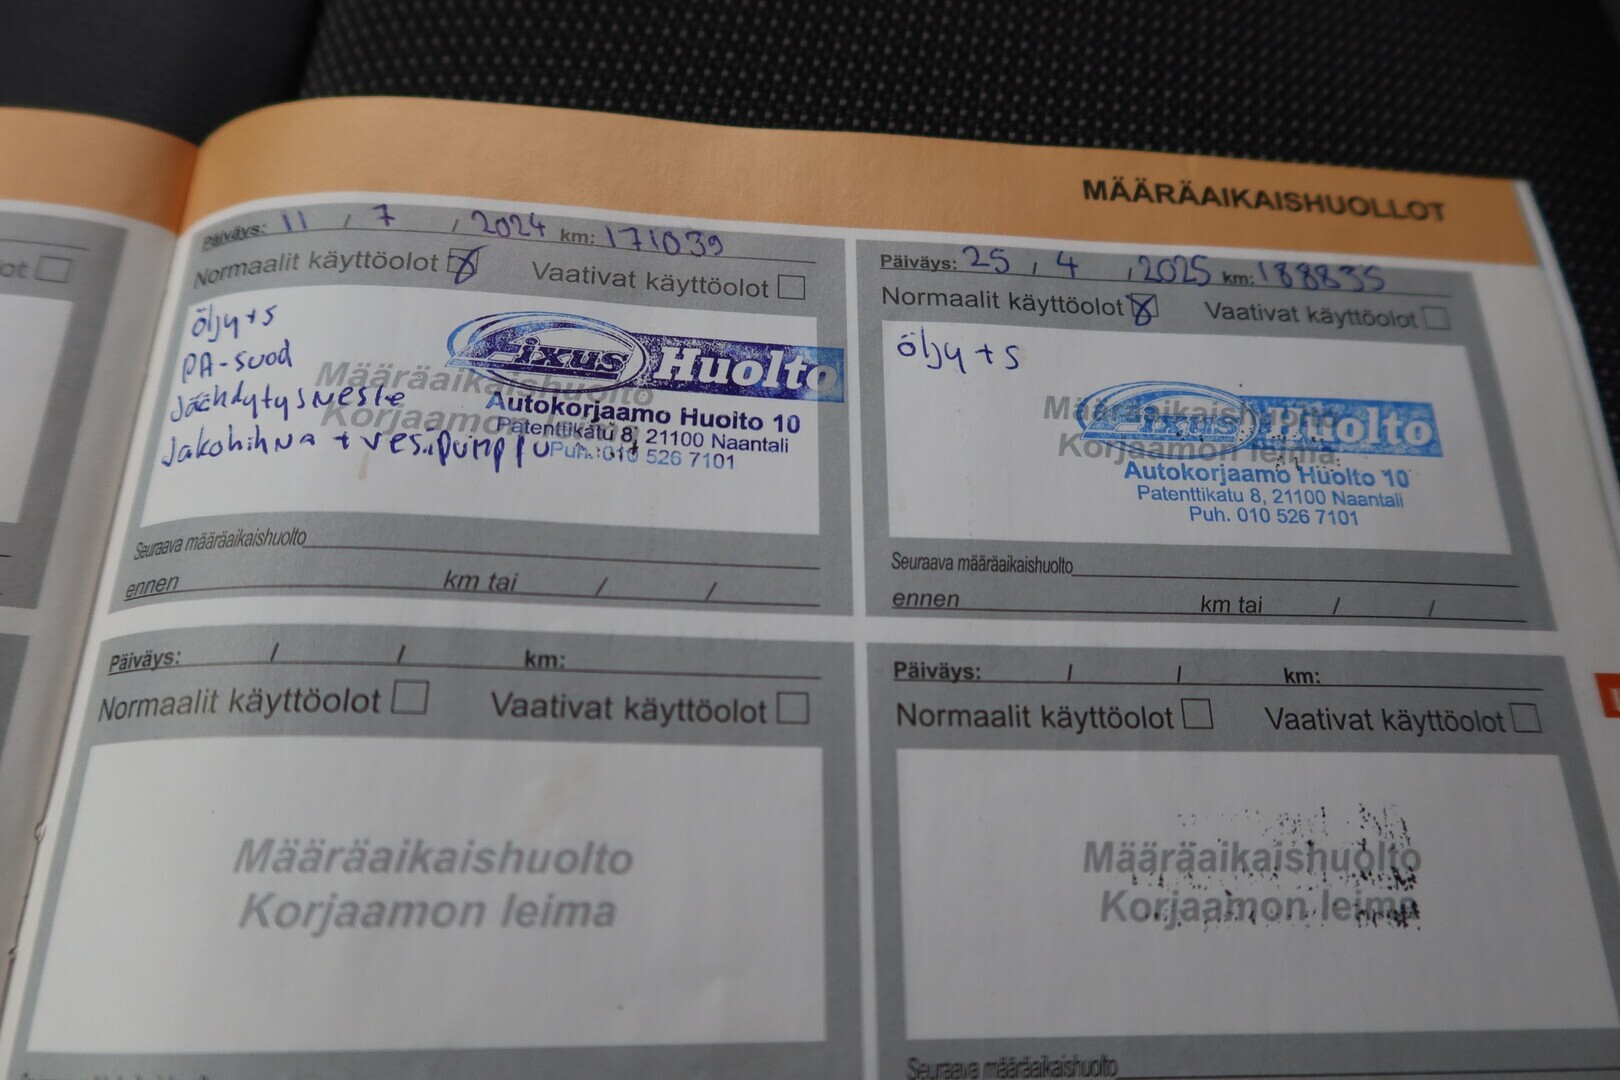 MÄÄRÄAIKAISHUOLLOT
Päiväys: 11 / 7 / 2024 km: 171039
Normaalit käyttöolot Vaativat käyttöolot
öljy+s
PA-suod
Jäähdytysneste
Jakohihna + vesipumppu
Määräaikaishuolto
Korjaamon leima
Fixus Huolto
Autokorjaamo Huolto 10
Patenttikatu 8, 21100 Naantali
Puh. 010 526 7101
Seuraava määräaikaishuolto
ennen km tai / /
Päiväys: 25 / 4 / 2025 km: 188835
Normaalit käyttöolot Vaativat käyttöolot
öljy + s
Määräaikaishuolto
Korjaamon leima
Fixus Huolto
Autokorjaamo Huolto 10
Patenttikatu 8, 21100 Naantali
Puh. 010 526 7101
Seuraava määräaikaishuolto
ennen km tai / /
Päiväys: / / km:
Normaalit käyttöolot Vaativat käyttöolot
Määräaikaishuolto
Korjaamon leima
Päiväys: / / km:
Normaalit käyttöolot Vaativat käyttöolot
Määräaikaishuolto
Korjaamon leima
Seuraava määräaikaishuolto